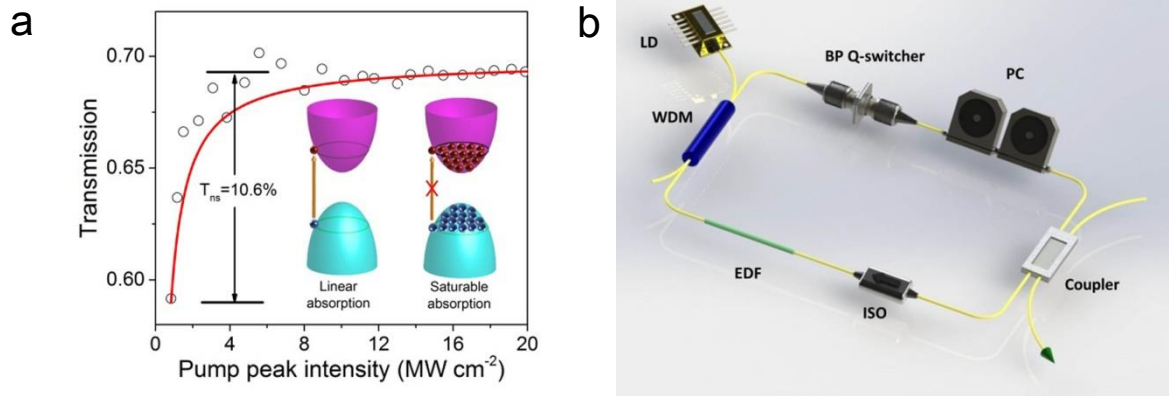 a
0.70
0.65
0.60
Transmission
Tns=10.6%
Linear
absorption
Saturable
absorption
0 4 8 12 16 20
Pump peak intensity (MW cm-2)
b
LD
BP Q-switcher
PC
WDM
EDF
ISO
Coupler